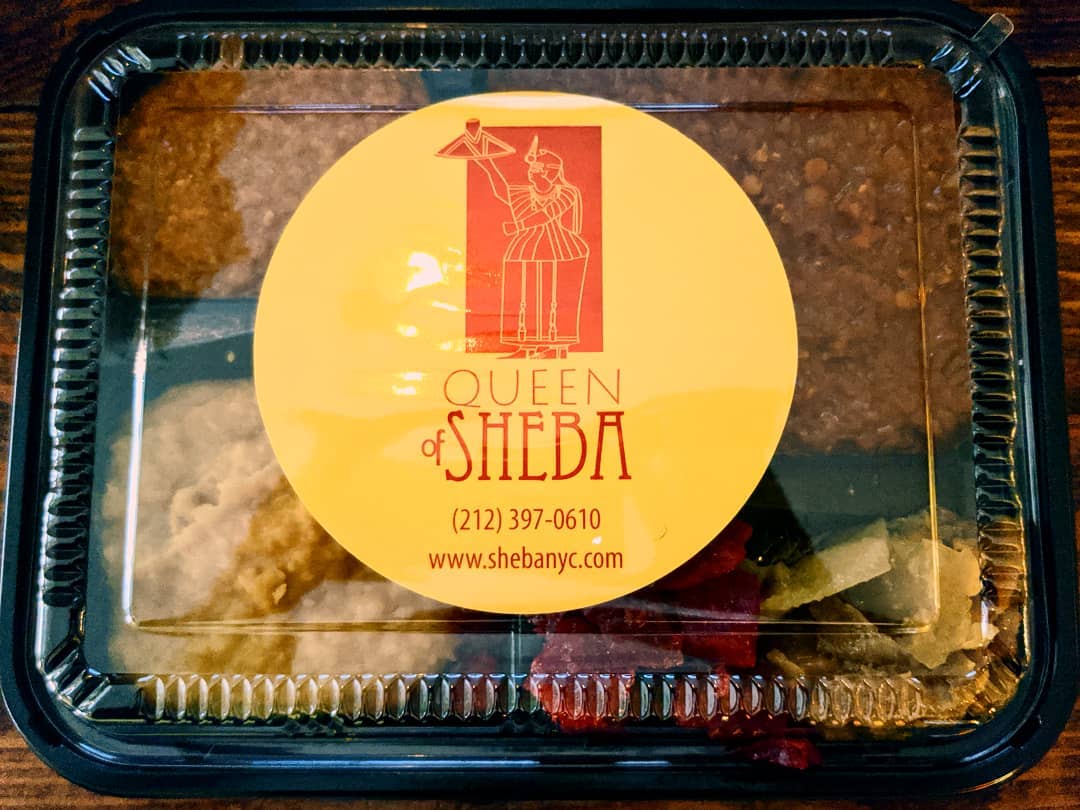 QUEEN
of SHEBA
(212) 397-0610
www.shebanyc.com